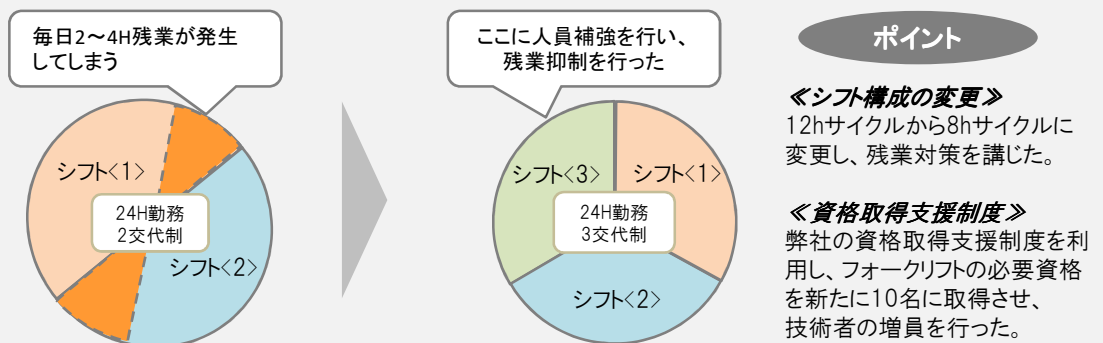 毎日2～4H残業が発生
してしまう
シフト<1>
24H勤務
2交代制
シフト<2>
ここに人員補強を行い、
残業抑制を行った
シフト<3>
シフト<1>
24H勤務
3交代制
シフト<2>
ポイント
≪シフト構成の変更≫
12hサイクルから8hサイクルに
変更し、残業対策を講じた。
≪資格取得支援制度≫
弊社の資格取得支援制度を利
用し、フォークリフトの必要資格
を新たに10名に取得させ、
技術者の増員を行った。